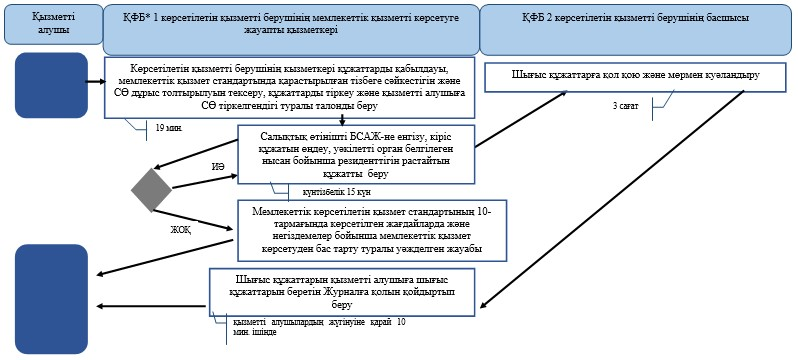 Қызметті
алушы
ҚФБ* 1 көрсетілетін қызметті берушінің мемлекеттік қызметті көрсетуге
жауапты қызметкері
ҚФБ 2 көрсетілетін қызметті берушінің басшысы
Көрсетілетін қызметті берушінің қызметкері құжаттарды қабылдауы,
мемлекеттік қызмет стандартында қарастырылған тізбеге сәйкестігін және
СӨ дұрыс толтырылуын тексеру, құжаттарды тіркеу және қызметті алушыға
СӨ тіркелгендігі туралы талонды беру
Шығыс құжаттарға қол қою және мөрмен куәландыру
19 мин.
3 сағат
Салықтық өтінішті БСАЖ-не енгізу, кіріс
құжатын өңдеу, уәкілетті орган белгілеген
нысан бойынша резиденттігін растайтын
құжатты беру
ИӘ
күнтізбелік 15 күн
Мемлекеттік көрсетілетін қызмет стандартының 10-
тармағында көрсетілген жағдайларда және
негіздемелер бойынша мемлекеттік қызмет
көрсетуден бас тарту туралы уәжделген жауабы
ЖОҚ
Шығыс құжаттарын қызметті алушыға шығыс
құжаттарын беретін Журналға қолын қойдыртып
беру
қызметті алушылардың жүгінуіне қарай 10
мин. ішінде